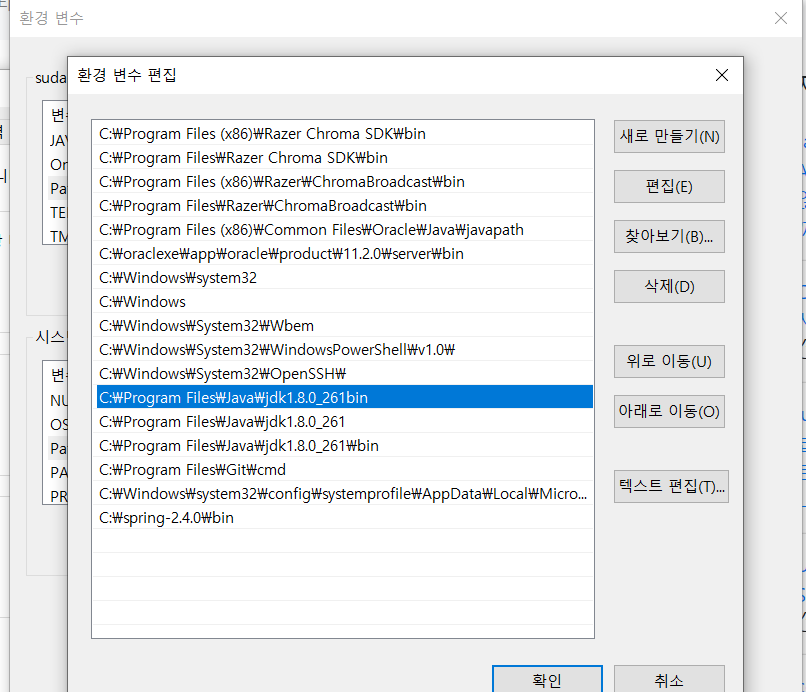 환경 변수
환경 변수 편집
suda
변
JAV
On
Pa
TE
TM
C:₩Program Files (x86)₩Razer Chroma SDK₩bin
C:₩Program Files₩Razer Chroma SDK₩bin
C:₩Program Files (x86)₩Razer₩ChromaBroadcast₩bin
C:₩Program Files₩Razer₩ChromaBroadcast₩bin
C:₩Program Files (x86)₩Common Files₩Oracle₩Java₩javapath
C:₩oraclexe₩app₩oracle₩product₩11.2.0₩server₩bin
C:₩Windows₩system32
C:₩Windows
C:₩Windows₩System32₩Wbem
C:₩Windows₩System32₩WindowsPowerShell₩v1.0₩
C:₩Windows₩System32₩OpenSSH₩
C:₩Program Files₩Java₩jdk1.8.0_261bin
C:₩Program Files₩Java₩jdk1.8.0_261
C:₩Program Files₩Java₩jdk1.8.0_261₩bin
C:₩Program Files₩Git₩cmd
C:₩Windows₩system32₩config₩systemprofile₩AppData₩Local₩Micro...
C:₩spring-2.4.0₩bin
새로 만들기(N)
편집(E)
찾아보기(B)...
삭제(D)
위로 이동(U)
아래로 이동(O)
텍스트 편집(T)...
시스
변
NU
OS
Pa
PA
PR
확인
취소